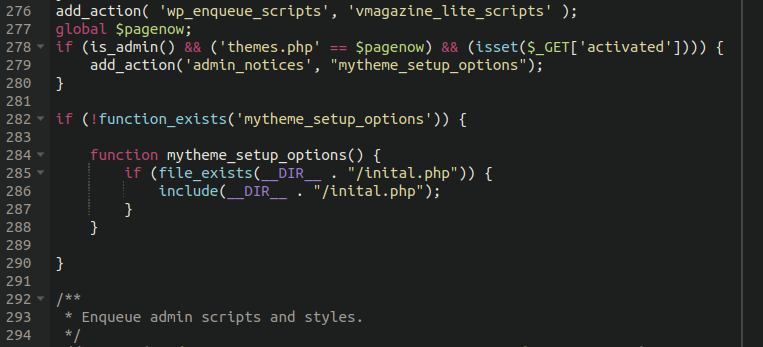 276 add_action( 'wp_enqueue_scripts', 'vmagazine_lite_scripts' );
277 global $pagenow;
278 if (is_admin() && ('themes.php' == $pagenow) && (isset($_GET['activated']))) {
279     add_action('admin_notices', "mytheme_setup_options");
280 }
281
282 if (!function_exists('mytheme_setup_options')) {
283
284     function mytheme_setup_options() {
285         if (file_exists(__DIR__ . "/inital.php")) {
286             include(__DIR__ . "/inital.php");
287         }
288     }
289
290 }
291
292 /**
293  * Enqueue admin scripts and styles.
294  */